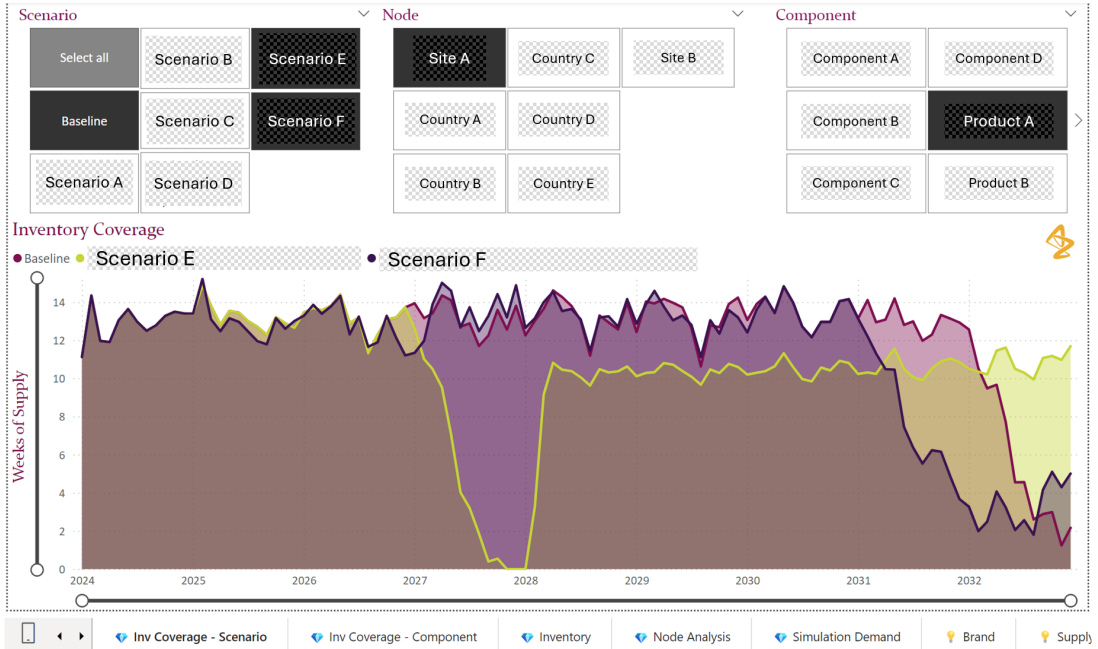 Scenario Node Component
Select all Scenario B Scenario E Site A Country C Site B Component A Component D
Baseline Scenario C Scenario F Country A Country D Component B Product A
Scenario A Scenario D Country B Country E Component C Product B
Inventory Coverage
Baseline Scenario E Scenario F
Weeks of Supply
14
12
10
8
6
4
2
0
2024 2025 2026 2027 2028 2029 2030 2031 2032
Inv Coverage - Scenario Inv Coverage - Component Inventory Node Analysis Simulation Demand Brand Supply